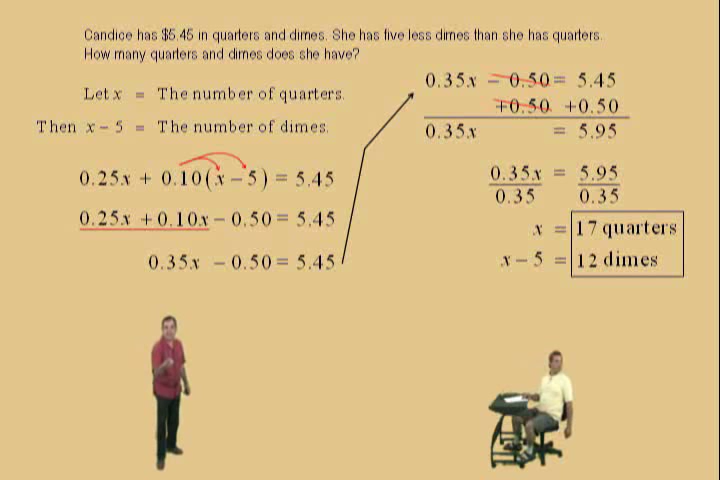 Candice has $5.45 in quarters and dimes. She has five less dimes than she has quarters.
How many quarters and dimes does she have?
Let x = The number of quarters.
Then x – 5 = The number of dimes.
0.25x + 0.10(x – 5) = 5.45
0.25x + 0.10x – 0.50 = 5.45
0.35x – 0.50 = 5.45
0.35x – 0.50 = 5.45
+0.50 +0.50
0.35x = 5.95
0.35x = 5.95
0.35 0.35
x = 17 quarters
x – 5 = 12 dimes